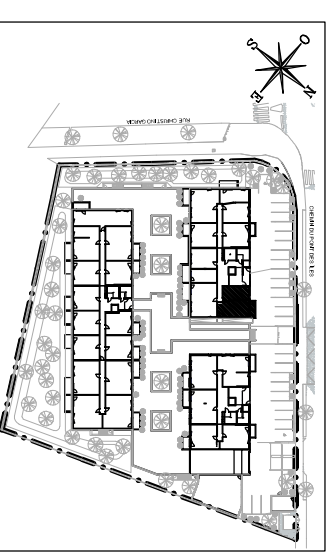 S
O
E
N
RUE CHRISTINO GARCIA
CHEMIN DU PONT DES ILES